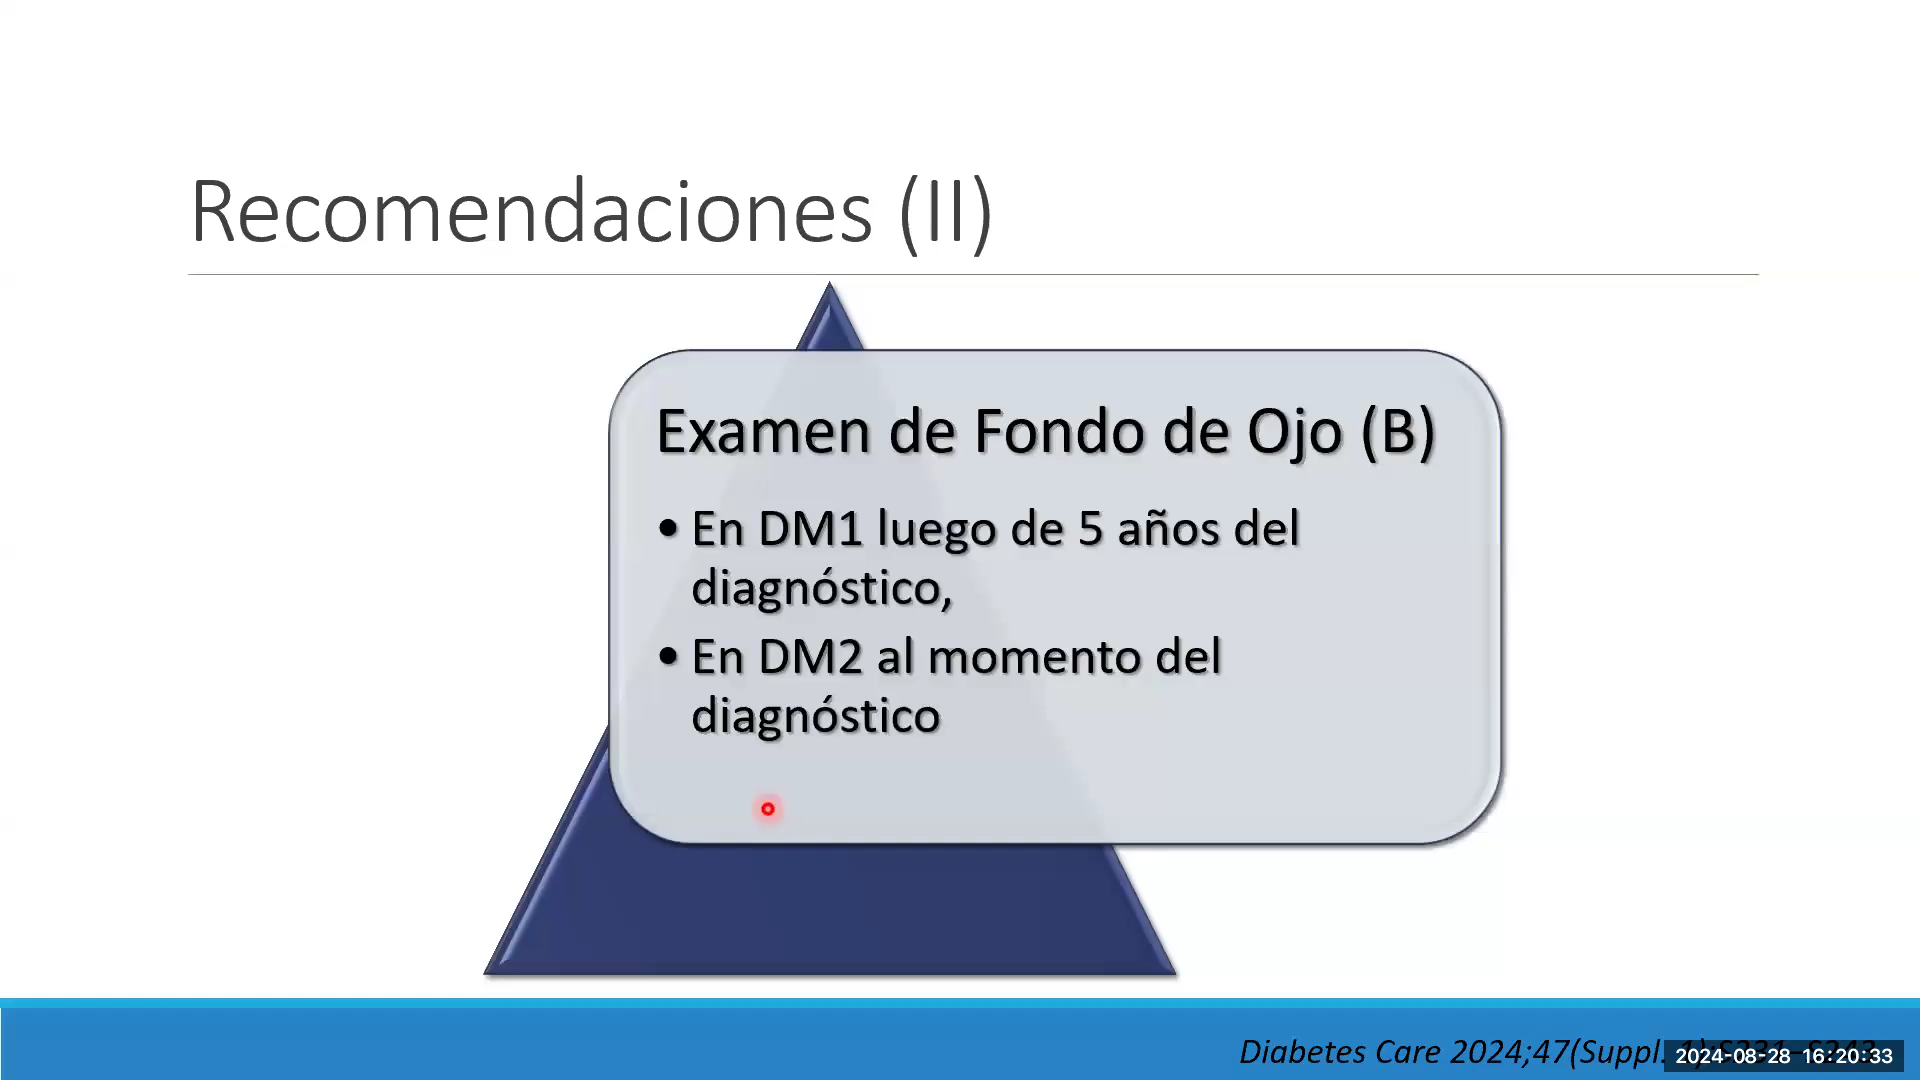 Recomendaciones (II)
Examen de Fondo de Ojo (B)
• En DM1 luego de 5 años del
diagnóstico,
• En DM2 al momento del
diagnóstico
Diabetes Care 2024;47(Suppl.
2024-08-28 16:20:33